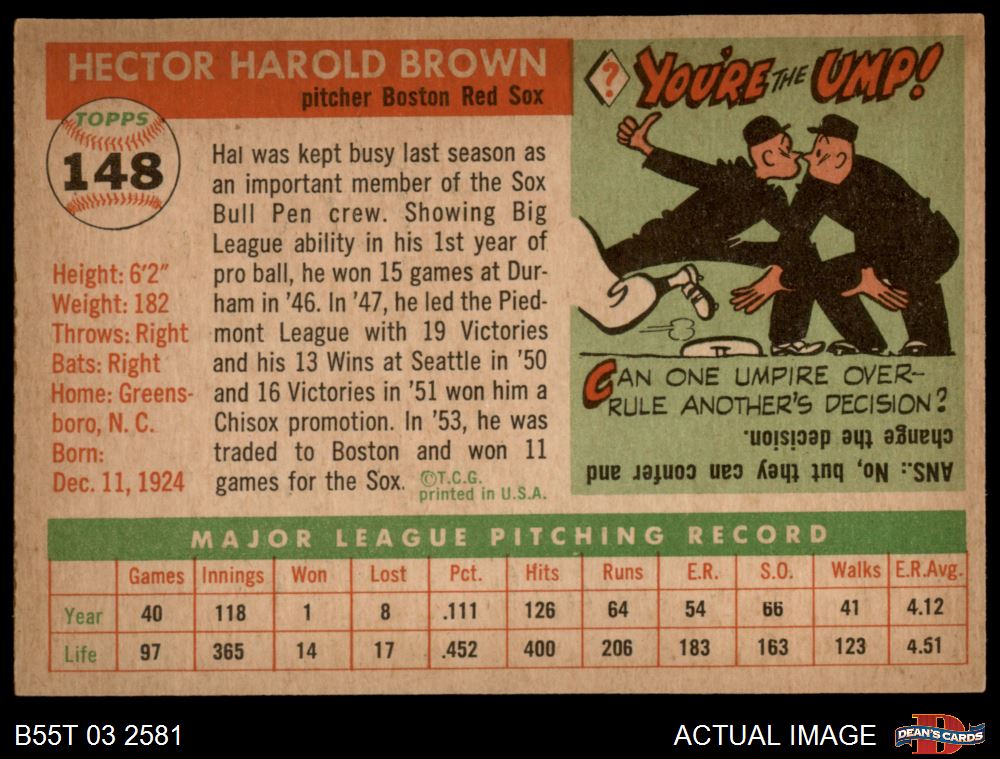 HECTOR HAROLD BROWN
pitcher Boston Red Sox
TOPPS
148
Height: 6'2"
Weight: 182
Throws: Right
Bats: Right
Home: Greens-
boro, N. C.
Born:
Dec. 11, 1924
Hal was kept busy last season as
an important member of the Sox
Bull Pen crew. Showing Big
League ability in his 1st year of
pro ball, he won 15 games at Dur-
ham in '46. In '47, he led the Pied-
mont League with 19 Victories
and his 13 Wins at Seattle in '50
and 16 Victories in '51 won him a
Chisox promotion. In '53, he was
traded to Boston and won 11
games for the Sox.
©T.C.G.
printed in U.S.A.
?
YOU'RE THE UMP!
CAN ONE UMPIRE OVER-
RULE ANOTHER'S DECISION?
ANS.: No, but they can confer and
change the decision.
MAJOR LEAGUE PITCHING RECORD
Games Innings Won Lost Pct. Hits Runs E.R. S.O. Walks E.R.Avg.
Year 40 118 1 8 .111 126 64 54 66 41 4.12
Life 97 365 14 17 .452 400 206 183 163 123 4.51
B55T 03 2581
ACTUAL IMAGE
D
DEAN'S CARDS